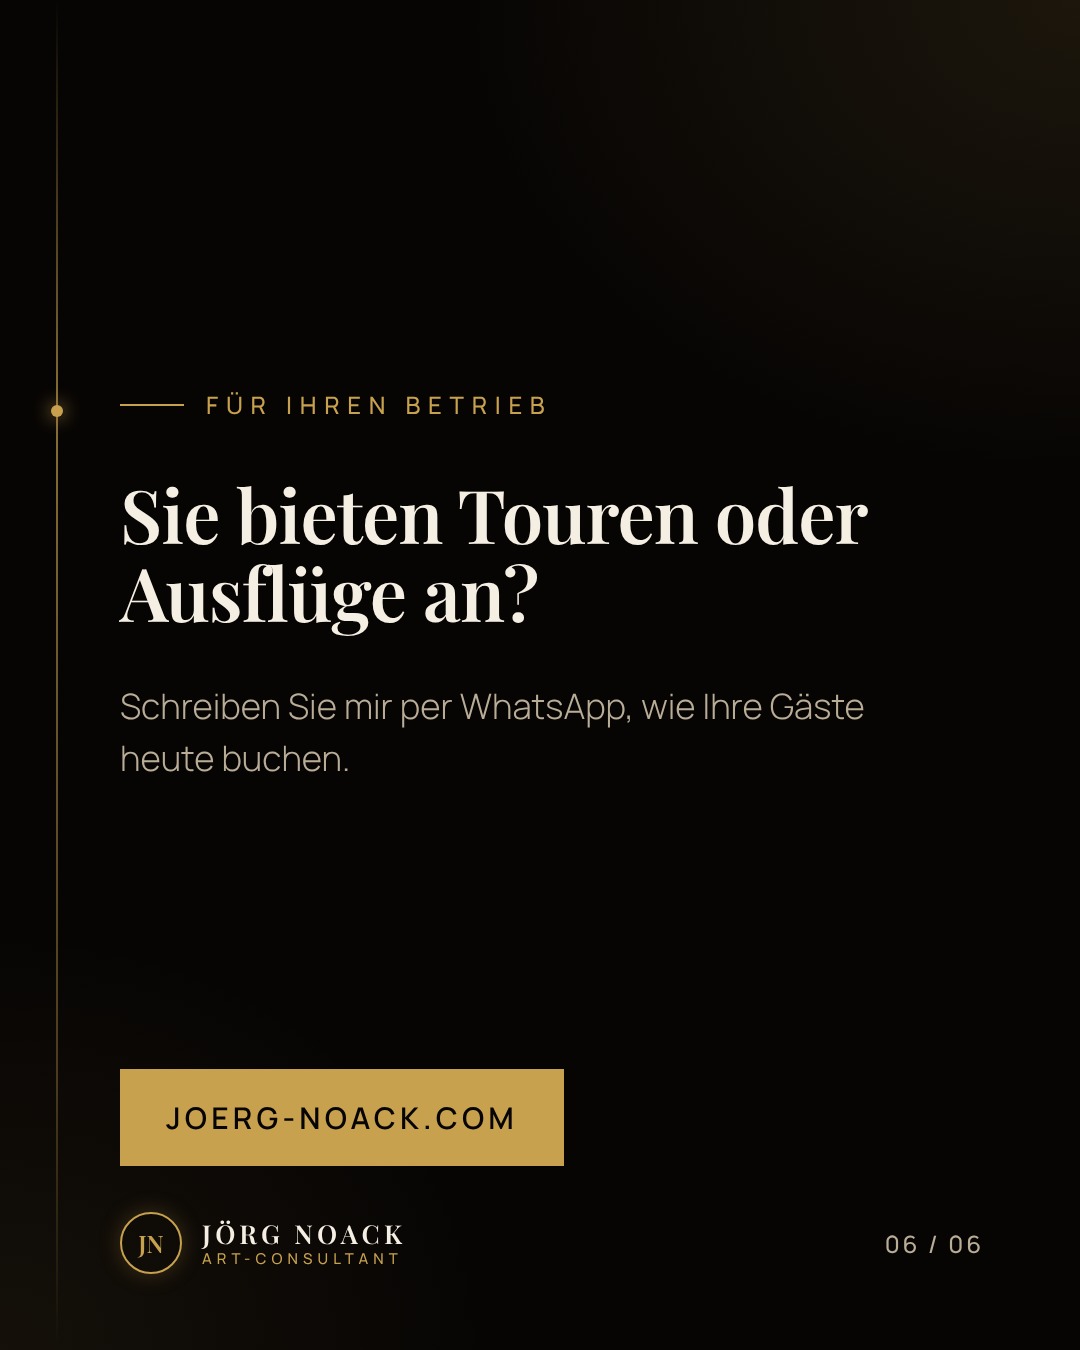 FÜR IHREN BETRIEB
Sie bieten Touren oder
Ausflüge an?
Schreiben Sie mir per WhatsApp, wie Ihre Gäste
heute buchen.
JOERG-NOACK.COM
JN
JÖRG NOACK
ART-CONSULTANT
06 / 06